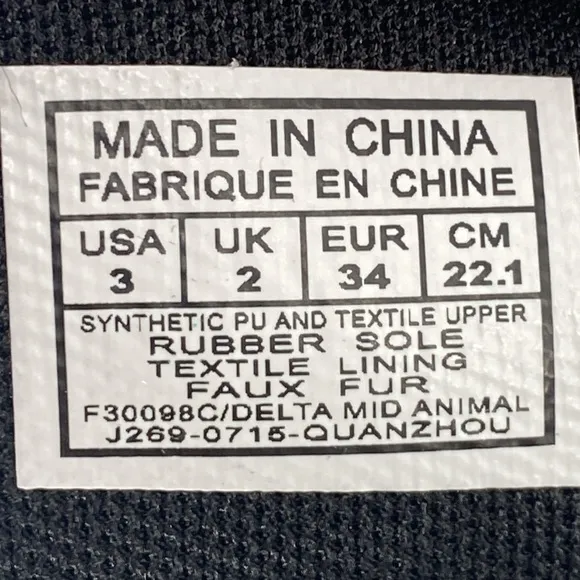 MADE IN CHINA
FABRIQUE EN CHINE
USA UK EUR CM
3 2 34 22.1
SYNTHETIC PU AND TEXTILE UPPER
RUBBER SOLE
TEXTILE LINING
FAUX FUR
F30098C/DELTA MID ANIMAL
J269-0715-QUANZHOU